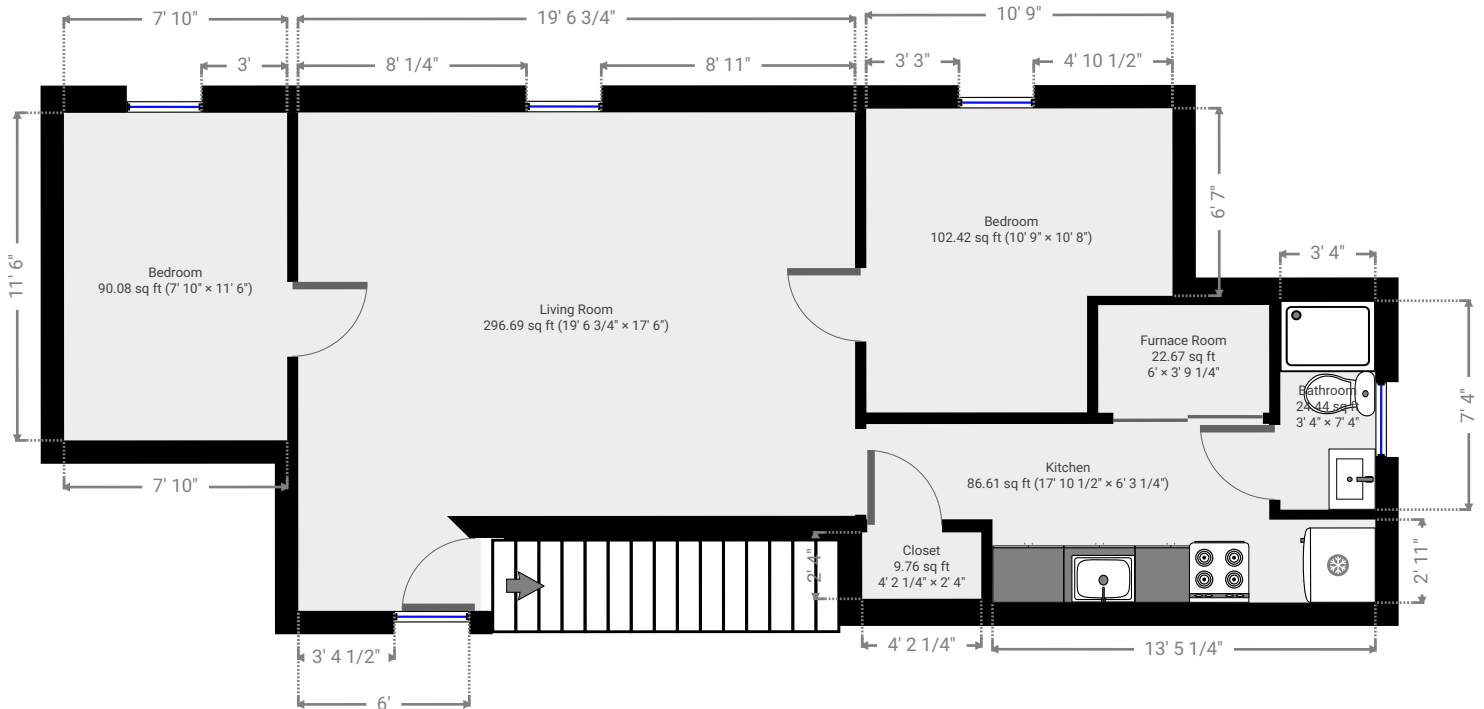 7' 10"
19' 6 3/4"
10' 9"
3'
8' 1/4"
8' 11"
3' 3"
4' 10 1/2"
11' 6"
Bedroom
90.08 sq ft (7' 10" × 11' 6")
Living Room
296.69 sq ft (19' 6 3/4" × 17' 6")
Bedroom
102.42 sq ft (10' 9" × 10' 8")
6' 7"
3' 4"
Furnace Room
22.67 sq ft
6' × 3' 9 1/4"
Bathroom
24.44 sq ft
3' 4" × 7' 4"
7' 4"
Kitchen
86.61 sq ft (17' 10 1/2" × 6' 3 1/4")
7' 10"
Closet
9.76 sq ft
4' 2 1/4" × 2' 4"
2' 4"
2' 11"
3' 4 1/2"
4' 2 1/4"
13' 5 1/4"
6'